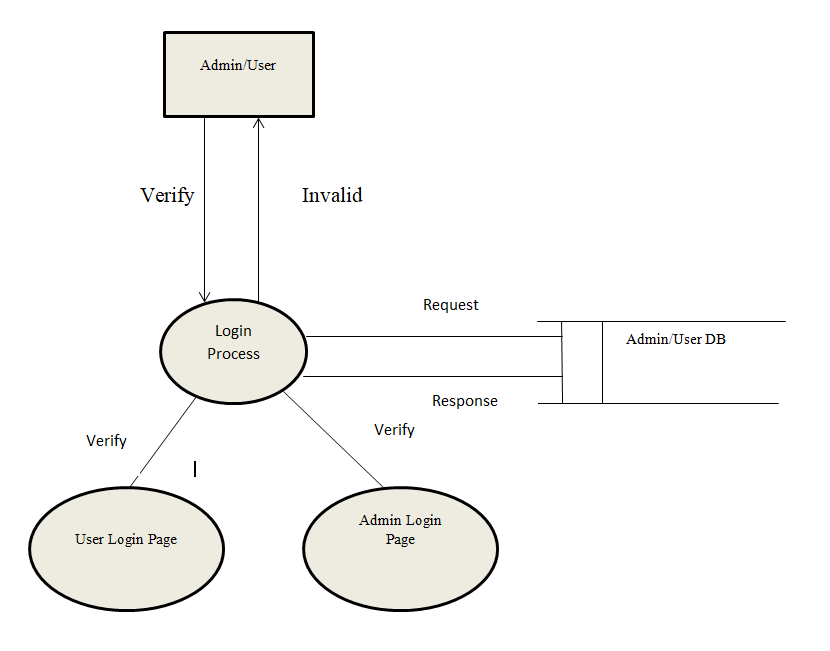 Admin/User
Verify
Invalid
Login
Process
Request
Admin/User DB
Response
Verify
Verify
User Login Page
Admin Login
Page